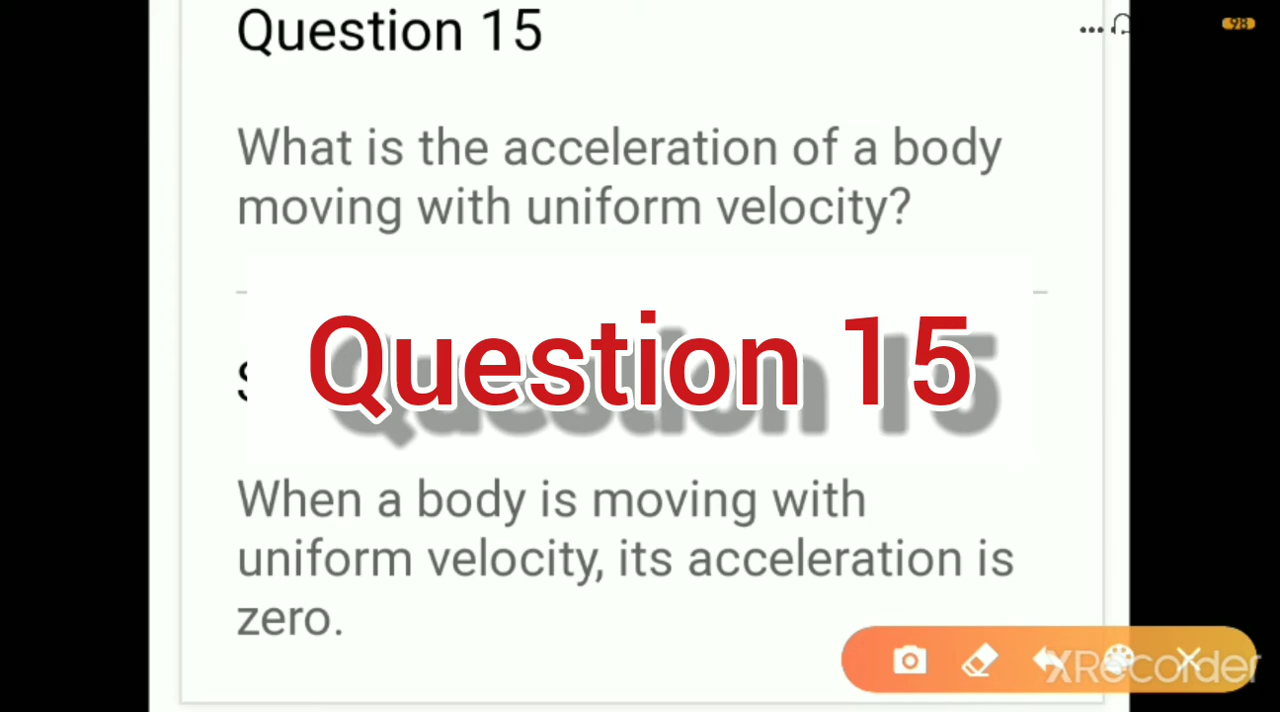 Question 15
98
What is the acceleration of a body
moving with uniform velocity?
Question 15
When a body is moving with
uniform velocity, its acceleration is
zero.
XRecorder